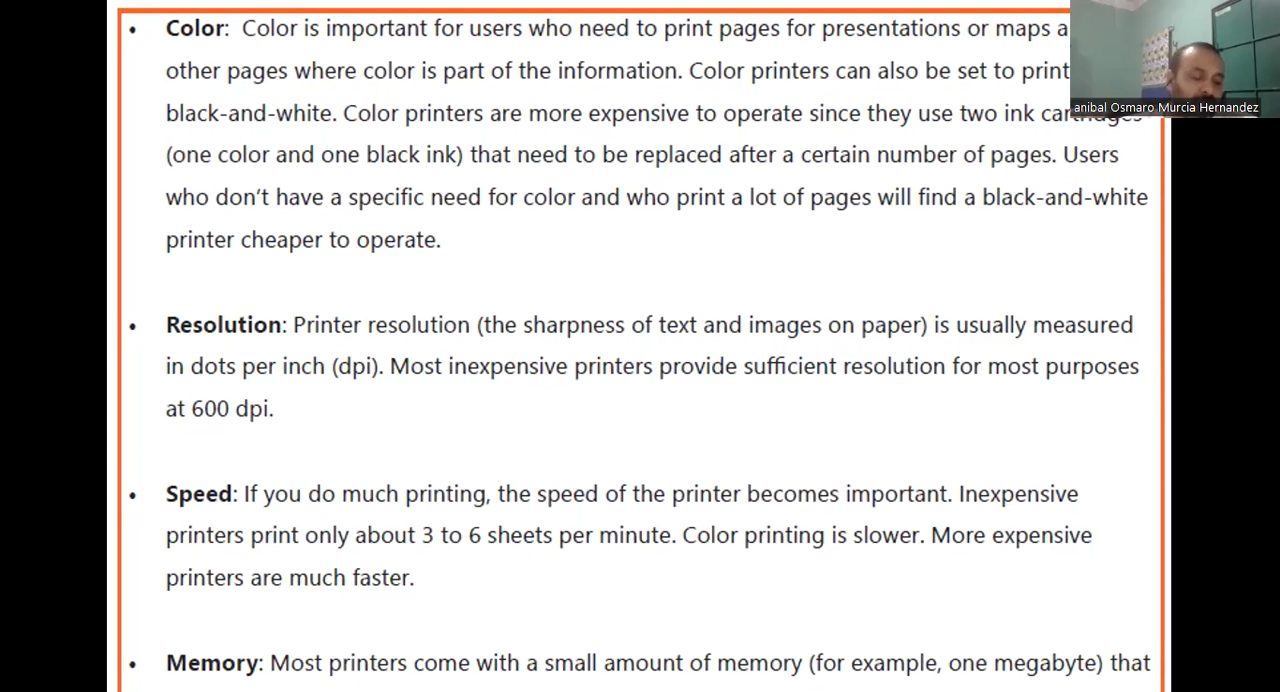 • Color:  Color is important for users who need to print pages for presentations or maps a
other pages where color is part of the information. Color printers can also be set to print
black-and-white. Color printers are more expensive to operate since they use two ink
(one color and one black ink) that need to be replaced after a certain number of pages. Users
who don’t have a specific need for color and who print a lot of pages will find a black-and-white
printer cheaper to operate.
• Resolution: Printer resolution (the sharpness of text and images on paper) is usually measured
in dots per inch (dpi). Most inexpensive printers provide sufficient resolution for most purposes
at 600 dpi.
• Speed: If you do much printing, the speed of the printer becomes important. Inexpensive
printers print only about 3 to 6 sheets per minute. Color printing is slower. More expensive
printers are much faster.
• Memory: Most printers come with a small amount of memory (for example, one megabyte) that
anibal Osmaro Murcia Hernandez